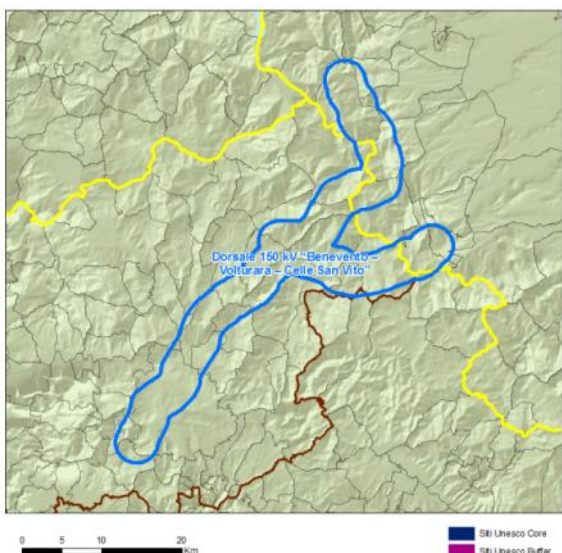 Dorsale 150 kV "Benevento –
Volturara – Celle San Vito"
0 5 10 20
Km
Siti Unesco Core
Siti Unesco Buffer